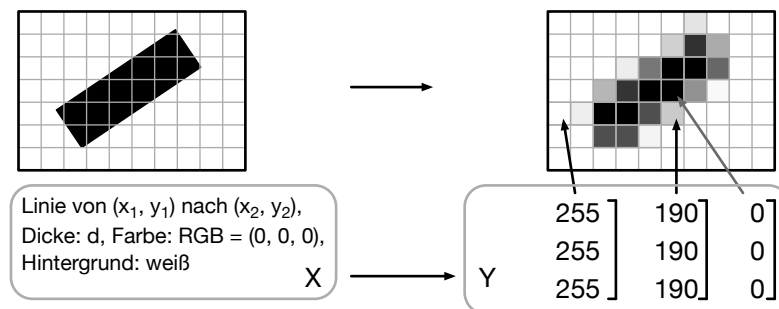 Linie von (x₁, y₁) nach (x₂, y₂),
Dicke: d, Farbe: RGB = (0, 0, 0),
Hintergrund: weiß
X
Y
255 190 0
255 190 0
255 190 0